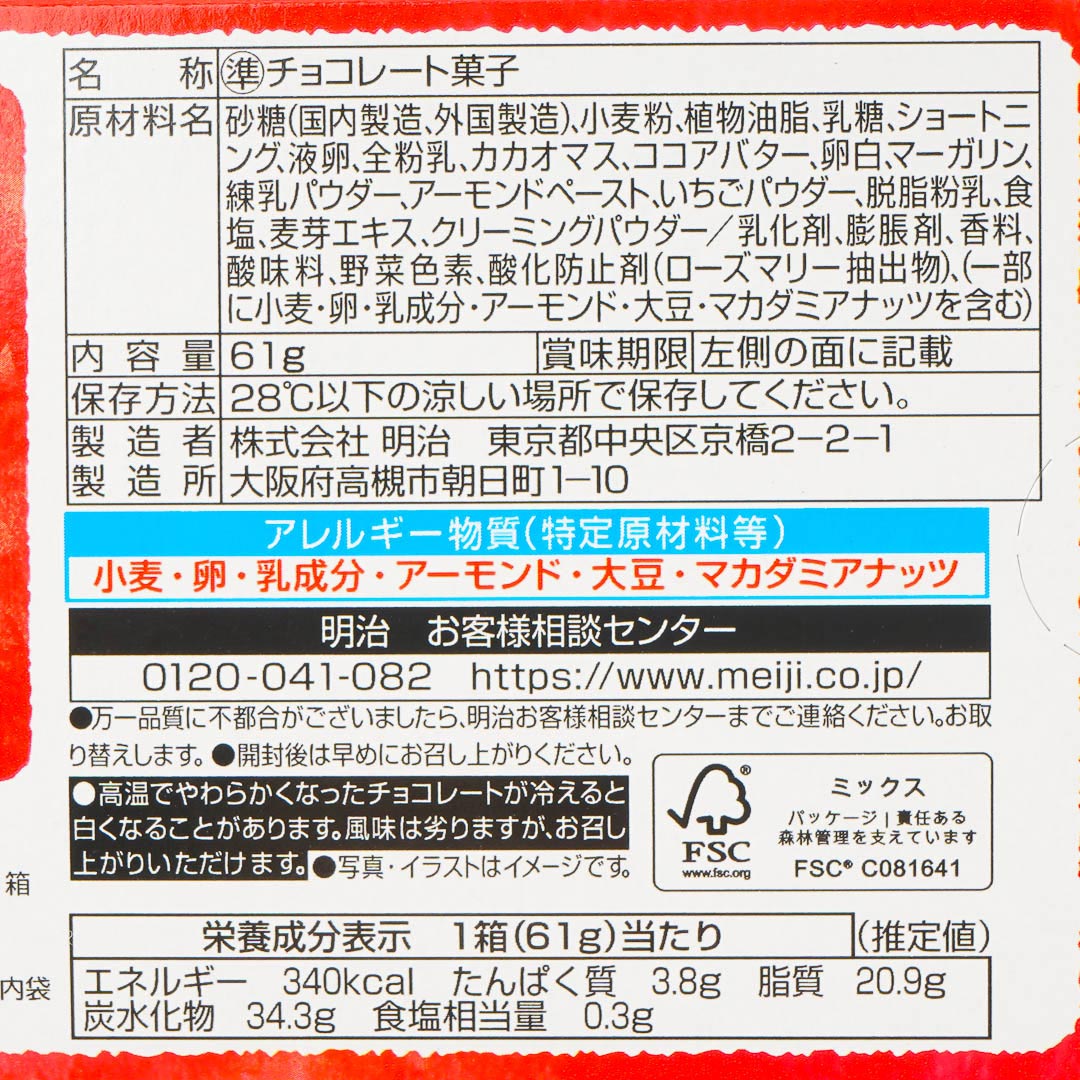 名称 ㊜チョコレート菓子
原材料名 砂糖(国内製造、外国製造)、小麦粉、植物油脂、乳糖、ショートニ
ング、液卵、全粉乳、カカオマス、ココアバター、卵白、マーガリン、
練乳パウダー、アーモンドペースト、いちごパウダー、脱脂粉乳、食
塩、麦芽エキス、クリーミングパウダー／乳化剤、膨脹剤、香料、
酸味料、野菜色素、酸化防止剤(ローズマリー抽出物)、(一部
に小麦・卵・乳成分・アーモンド・大豆・マカダミアナッツを含む)
内容量 61g 賞味期限 左側の面に記載
保存方法 28℃以下の涼しい場所で保存してください。
製造者 株式会社 明治 東京都中央区京橋2-2-1
製造所 大阪府高槻市朝日町1-10
アレルギー物質(特定原材料等)
小麦・卵・乳成分・アーモンド・大豆・マカダミアナッツ
明治 お客様相談センター
0120-041-082 https://www.meiji.co.jp/
●万一品質に不都合がございましたら、明治お客様相談センターまでご連絡ください。お取
り替えします。●開封後は早めにお召し上がりください。
●高温でやわらかくなったチョコレートが冷えると
白くなることがあります。風味は劣りますが、お召し
上がりいただけます。●写真・イラストはイメージです。
FSC
www.fsc.org
ミックス
パッケージ | 責任ある
森林管理を支えています
FSC® C081641
箱
内袋
栄養成分表示 1箱(61g)当たり (推定値)
エネルギー 340kcal たんぱく質 3.8g 脂質 20.9g
炭水化物 34.3g 食塩相当量 0.3g